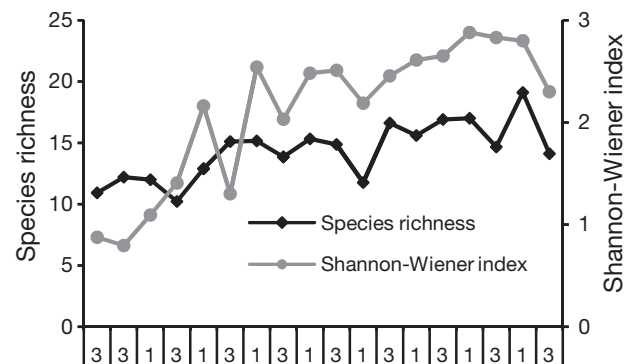 25
20
15
10
5
0
Species richness
3
2
1
0
Shannon-Wiener index
Species richness
Shannon-Wiener index
3 3 1 3 1 3 1 3 1 3 1 3 1 3 1 3 1 3